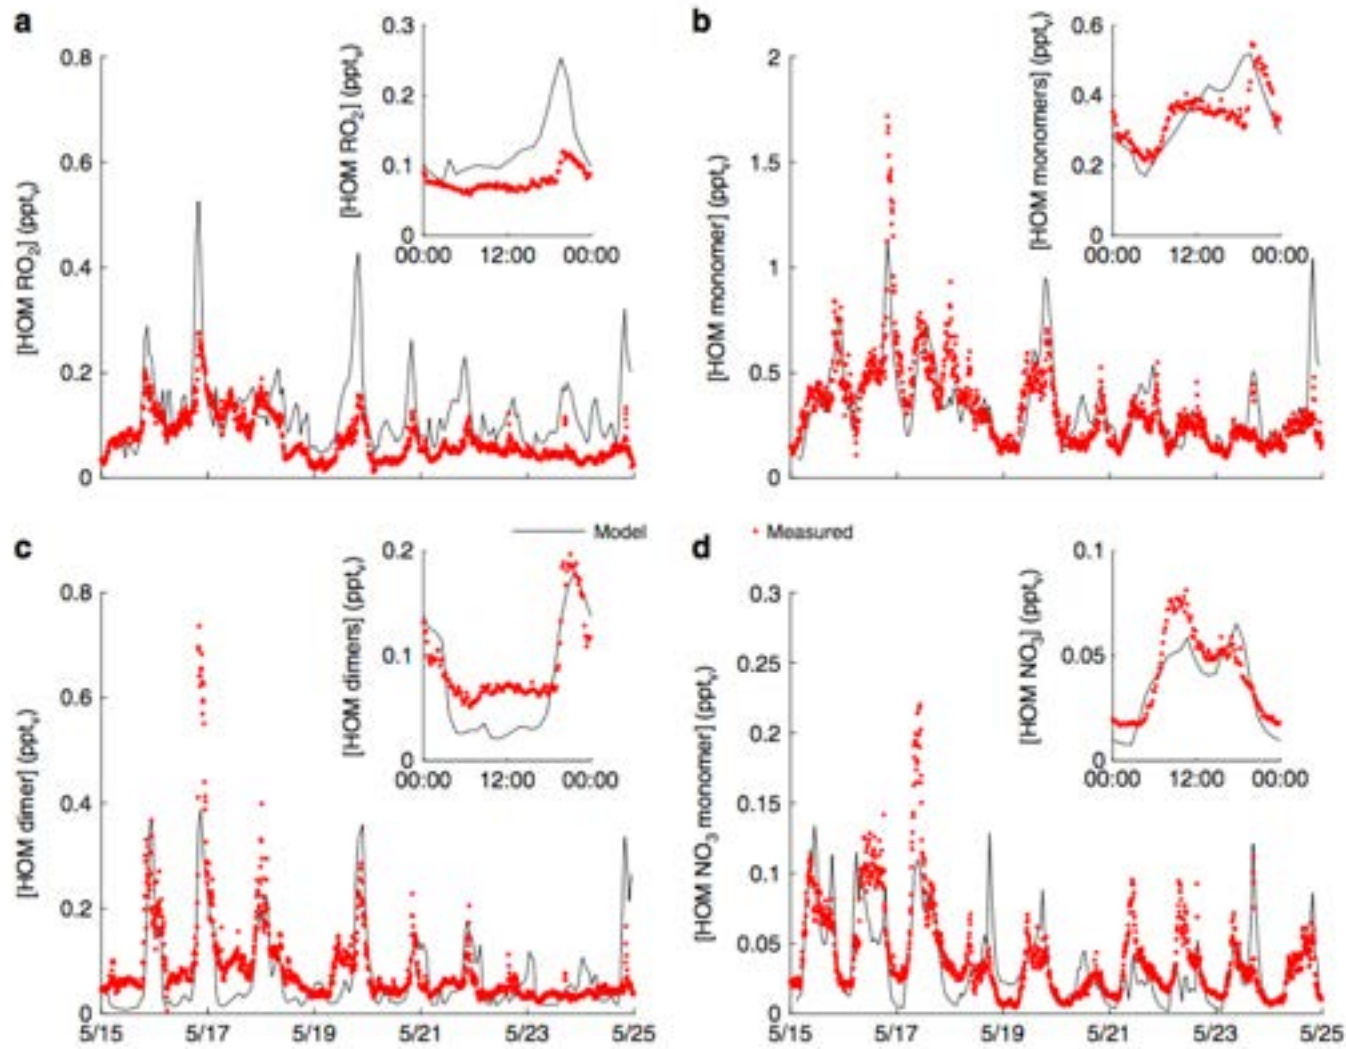 a
[HOM RO2] (pptv)
0.8
0.6
0.4
0.2
0
[HOM RO2] (pptv)
0.3
0.2
0.1
0
00:00 12:00 00:00
b
[HOM monomer] (pptv)
2
1.5
1
0.5
0
[HOM monomers] (pptv)
0.6
0.4
0.2
0
00:00 12:00 00:00
Model
Measured
c
[HOM dimer] (pptv)
0.8
0.6
0.4
0.2
0
5/15 5/17 5/19 5/21 5/23 5/25
[HOM dimers] (pptv)
0.2
0.1
0
00:00 12:00 00:00
d
[HOM NO3 monomer] (pptv)
0.3
0.25
0.2
0.15
0.1
0.05
0
5/15 5/17 5/19 5/21 5/23 5/25
[HOM NO3] (pptv)
0.1
0.05
0
00:00 12:00 00:00